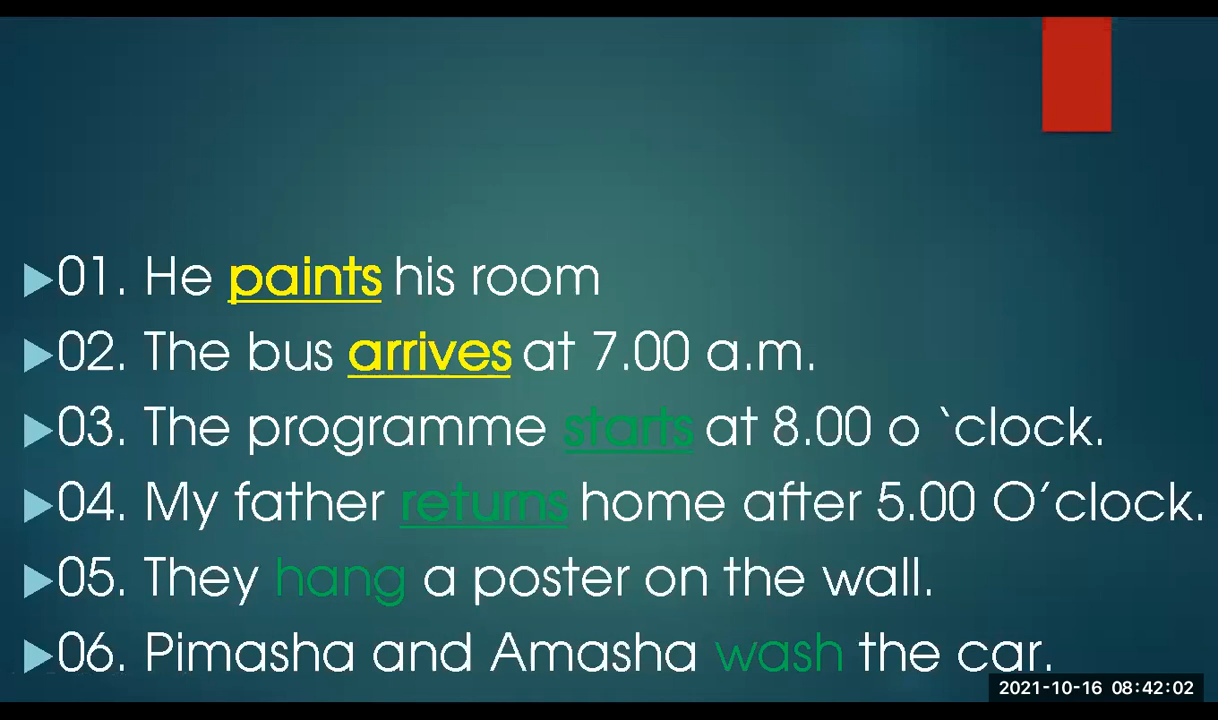 01. He paints his room
02. The bus arrives at 7.00 a.m.
03. The programme starts at 8.00 o `clock.
04. My father returns home after 5.00 O’clock.
05. They hang a poster on the wall.
06. Pimasha and Amasha wash the car.
2021-10-16 08:42:02